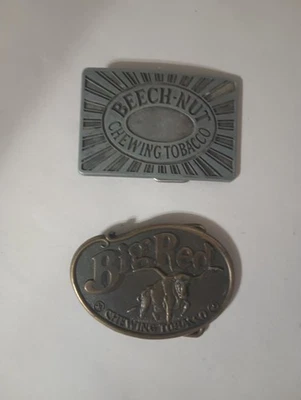 BEECH-NUT
CHEWING TOBACCO
Big Red
CHEWING TOBACCO